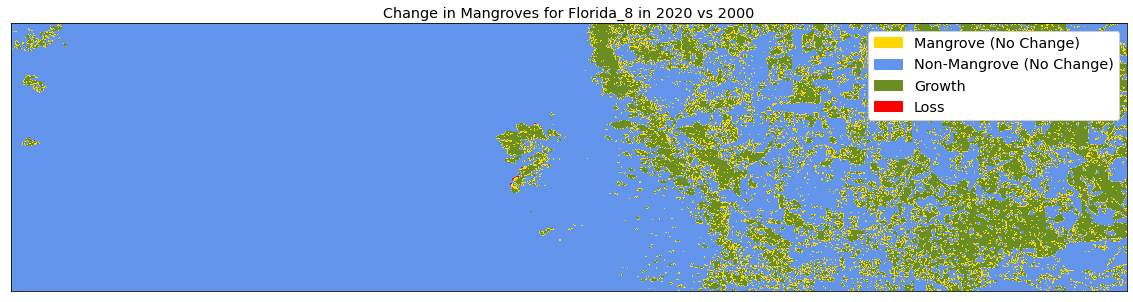 Change in Mangroves for Florida_8 in 2020 vs 2000
Mangrove (No Change)
Non-Mangrove (No Change)
Growth
Loss